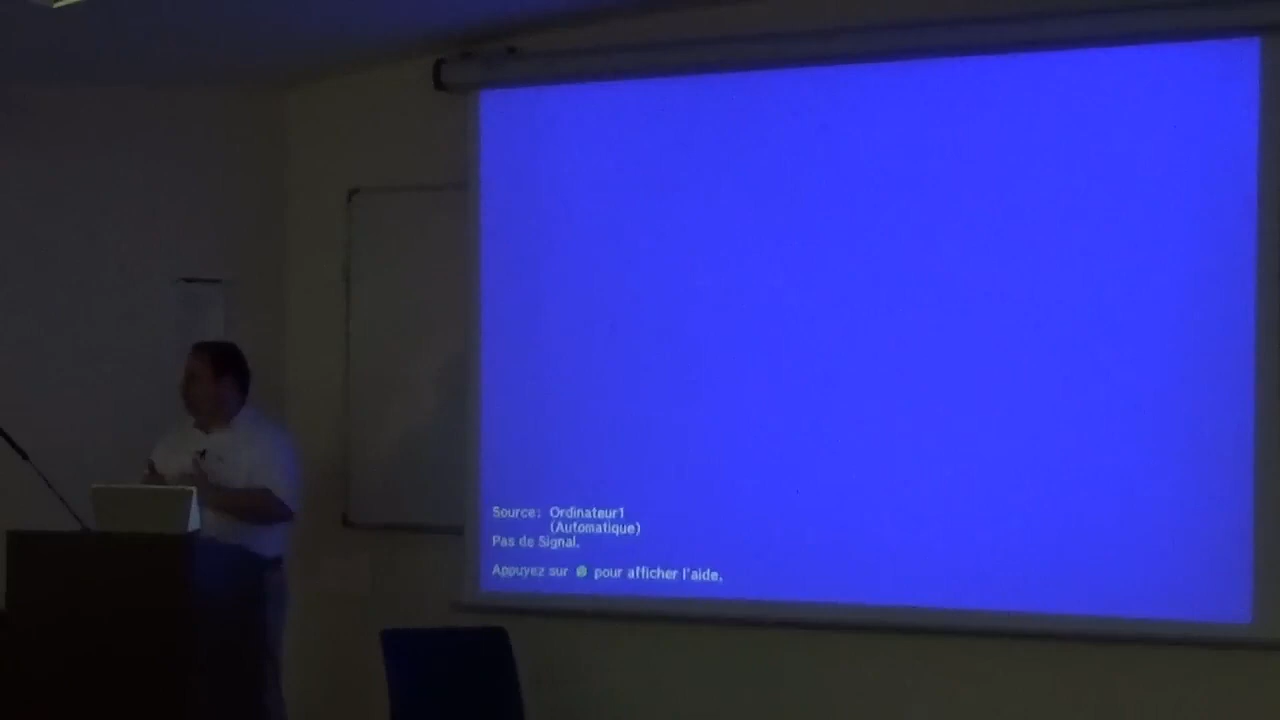 Source: Ordinateur1
(Automatique)
Pas de Signal.
Appuyez sur pour afficher l'aide.